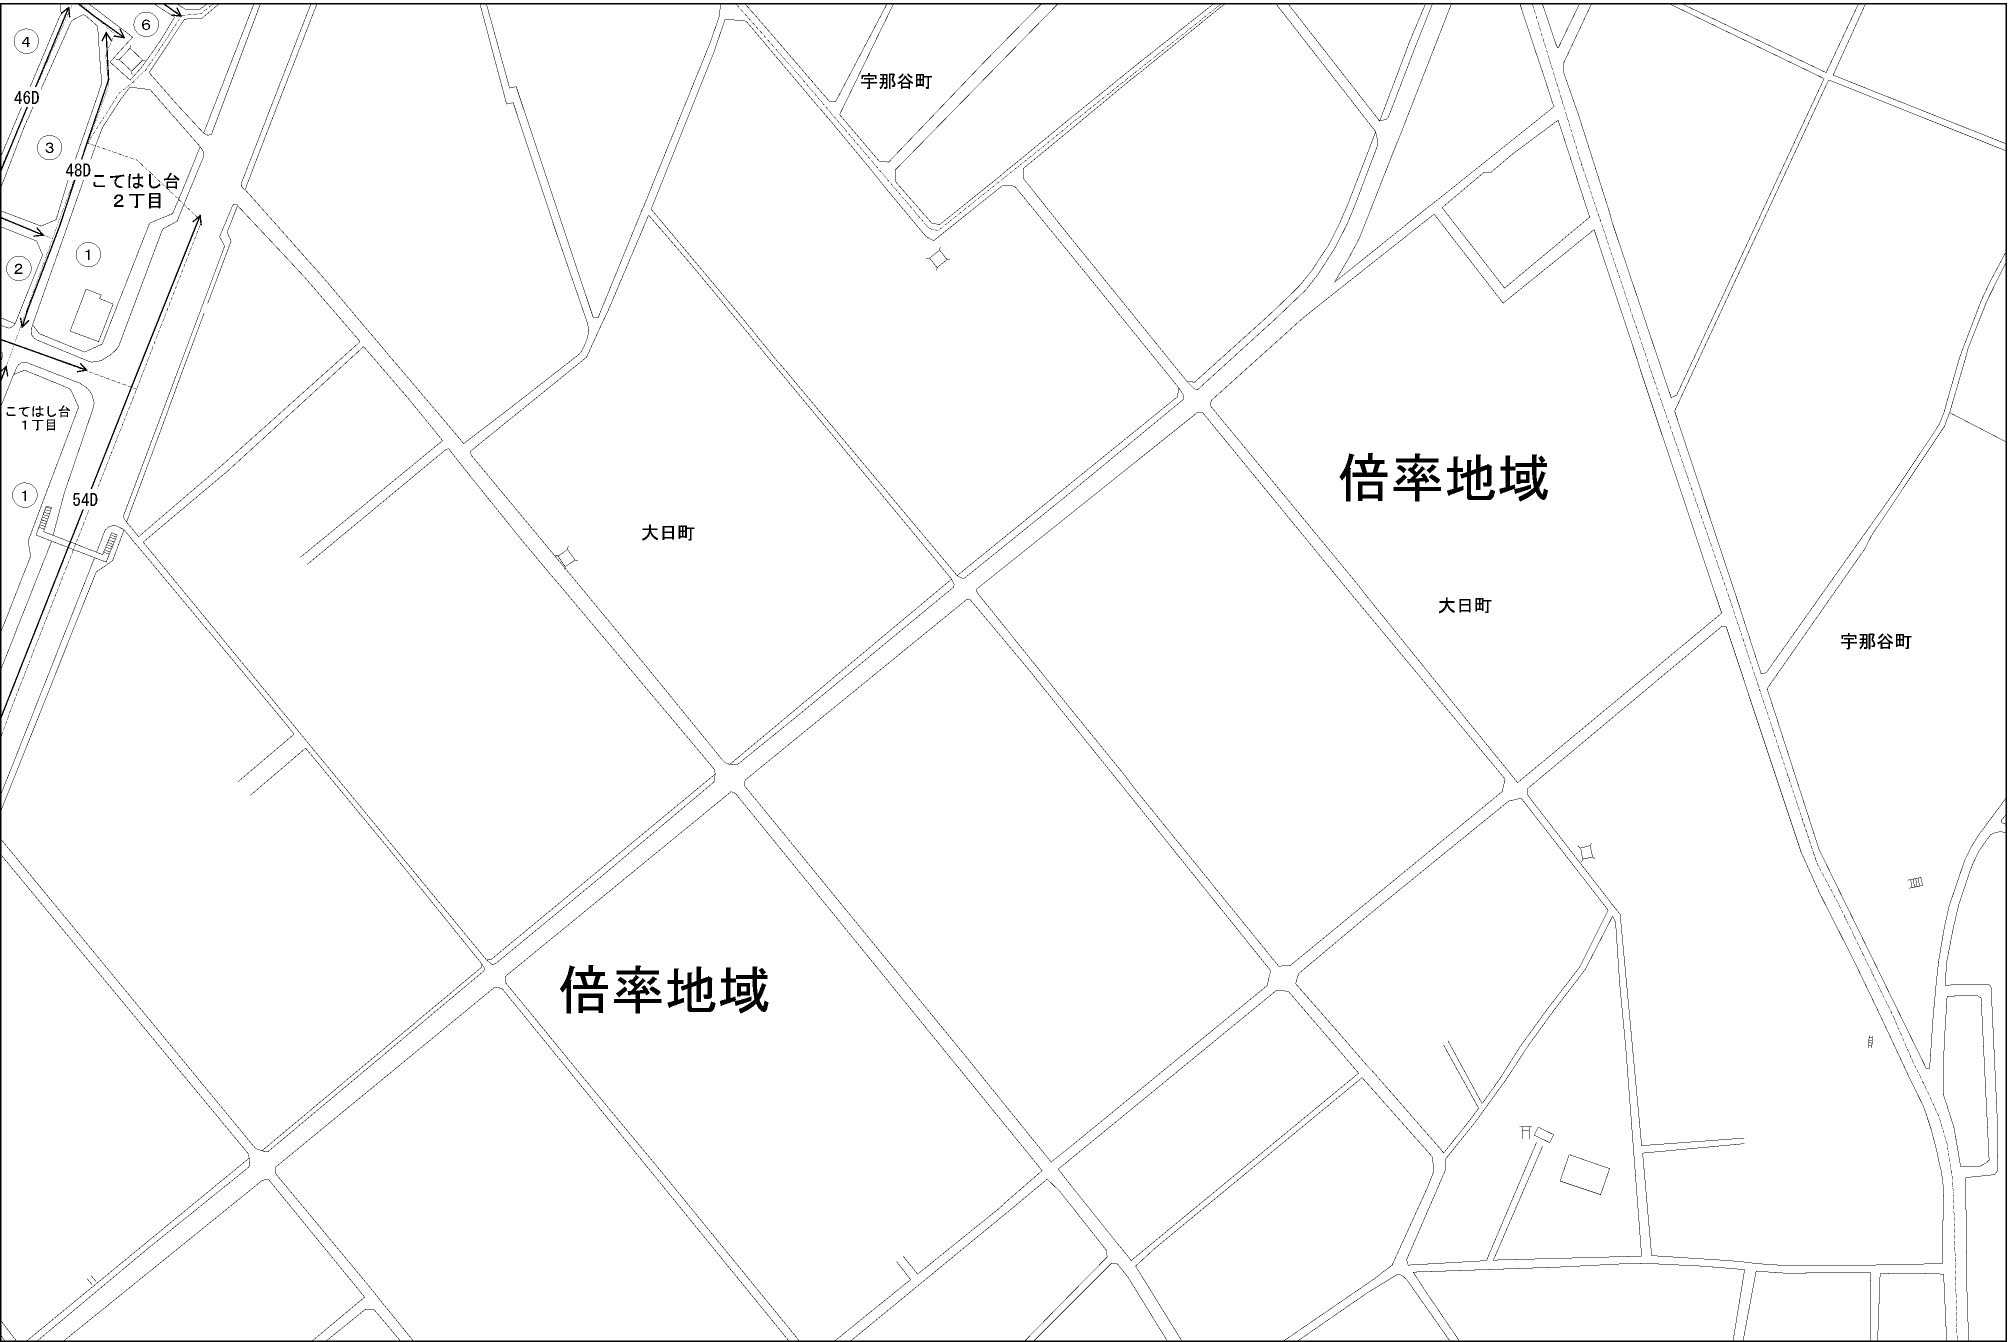 ⑥
④
宇那谷町
46D
③
48D
こてはし台
２丁目
①
②
こてはし台
１丁目
倍率地域
①
54D
大日町
大日町
宇那谷町
倍率地域